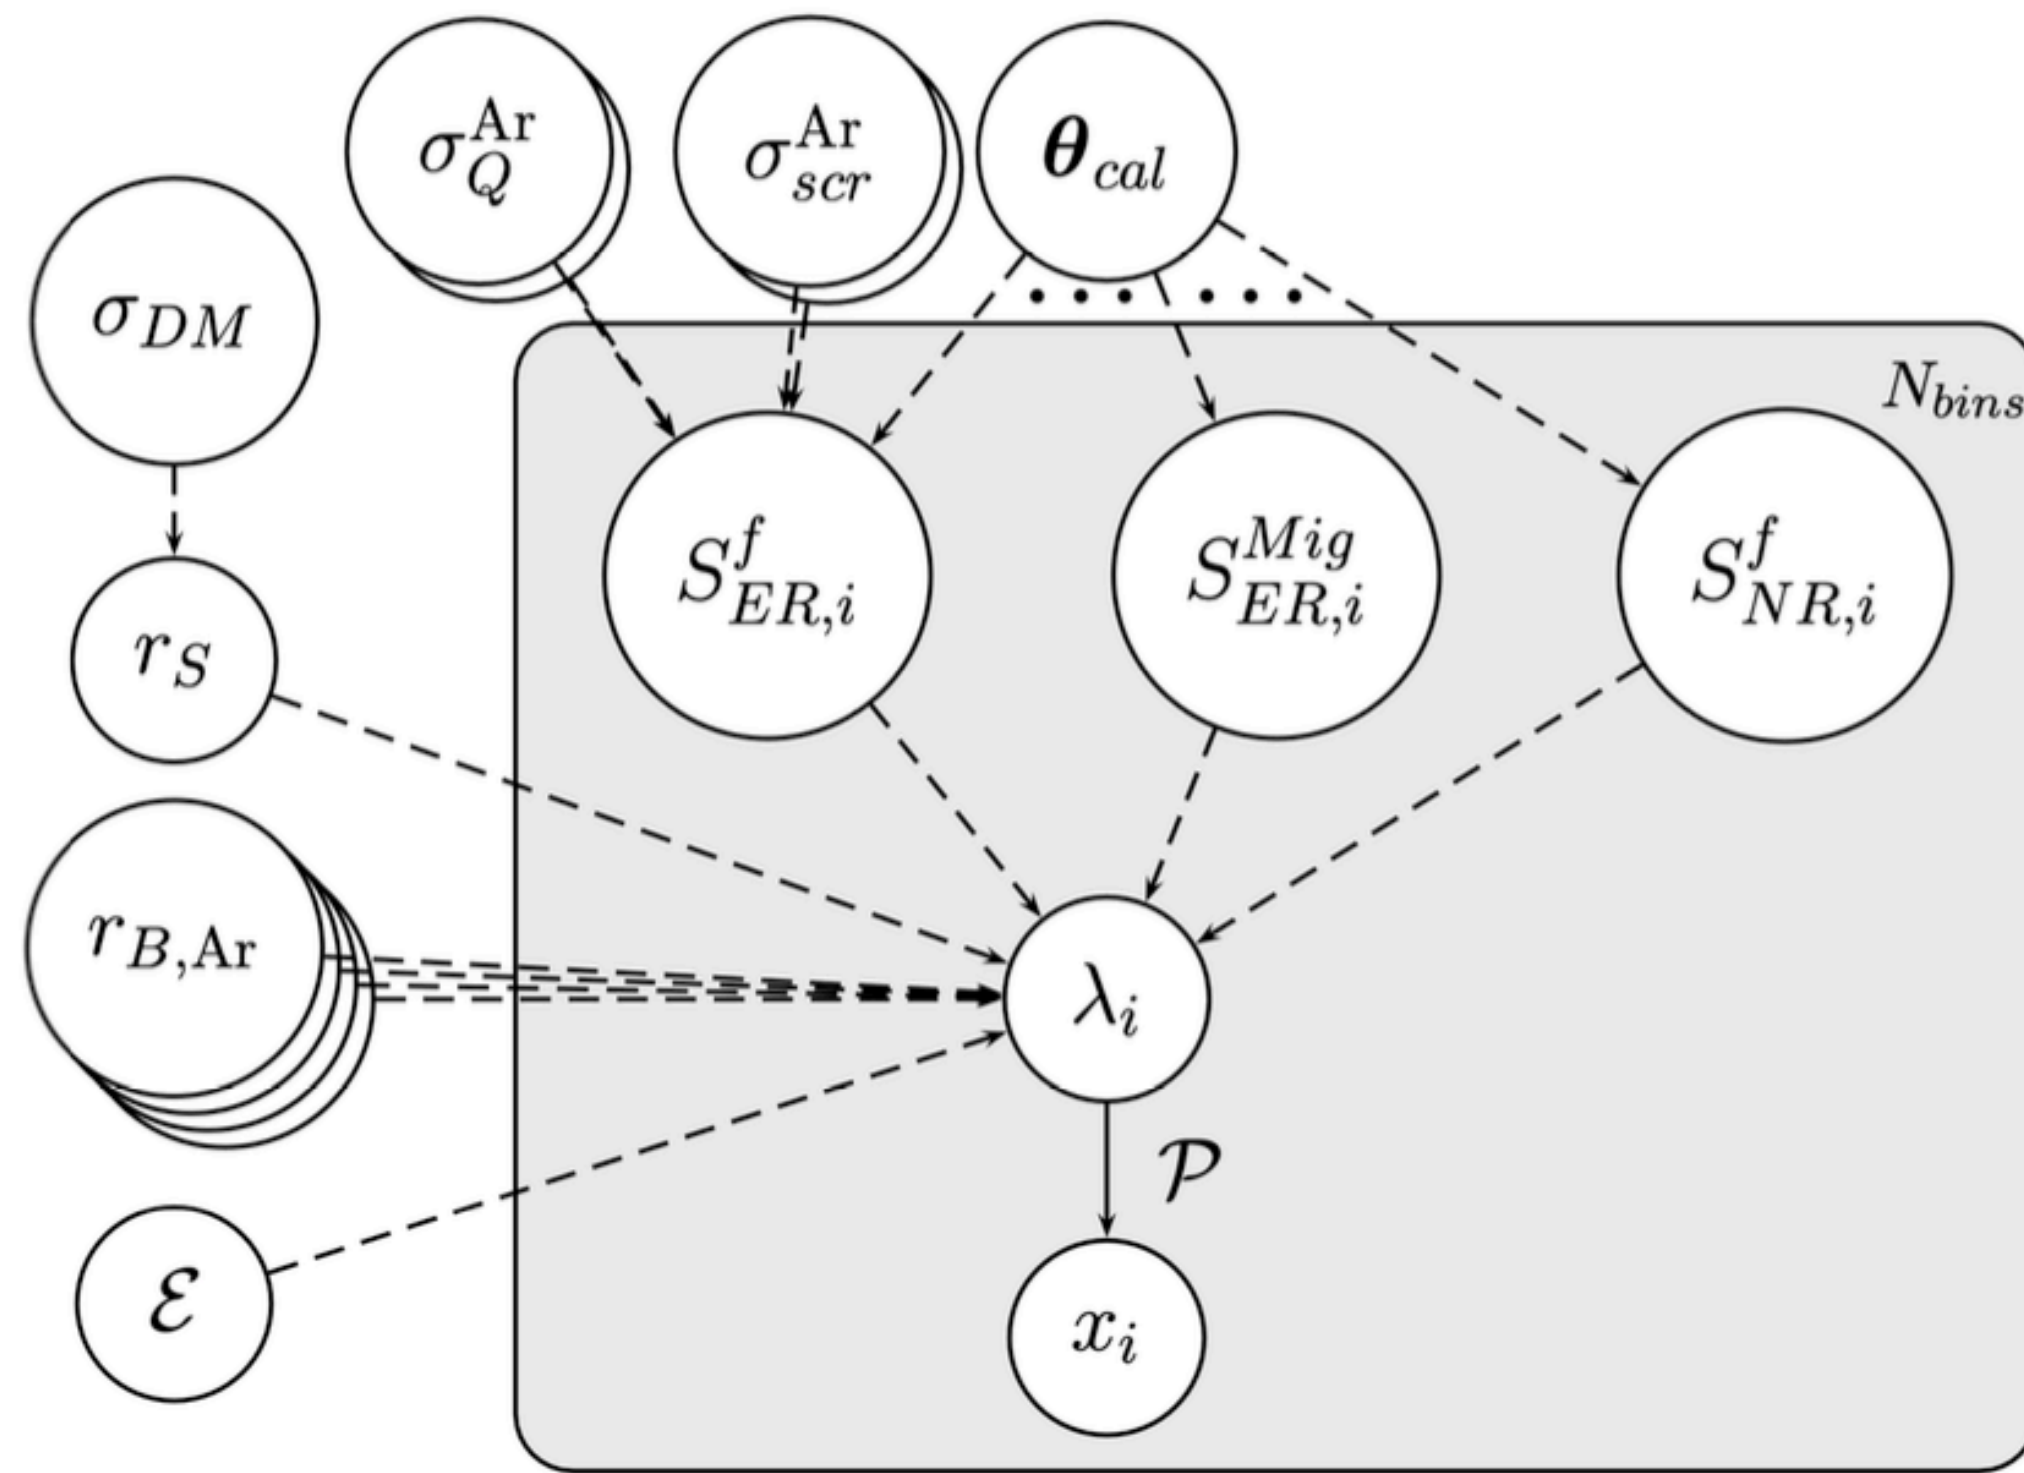 σ_Q^Ar
σ_scr^Ar
θ_cal
σ_DM
N_bins
S_ER,i^f
S_ER,i^Mig
S_NR,i^f
r_S
r_B,Ar
λ_i
𝒫
ℰ
x_i